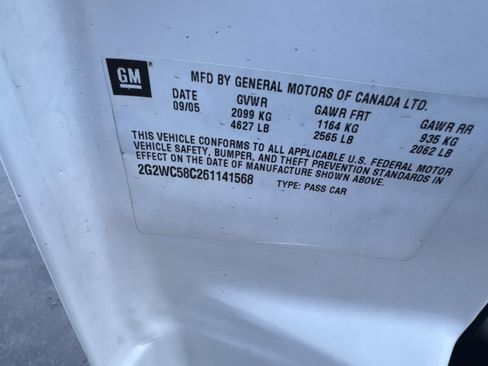 GM
MFD BY GENERAL MOTORS OF CANADA LTD.
DATE GVWR GAWR FRT GAWR RR
09/05 2099 KG 1164 KG 935 KG
4627 LB 2565 LB 2062 LB
THIS VEHICLE CONFORMS TO ALL APPLICABLE U.S. FEDERAL MOTOR
VEHICLE SAFETY, BUMPER, AND THEFT PREVENTION STANDARDS IN
EFFECT ON THE DATE OF MANUFACTURE SHOWN ABOVE.
2G2WC58C261141568 TYPE: PASS CAR